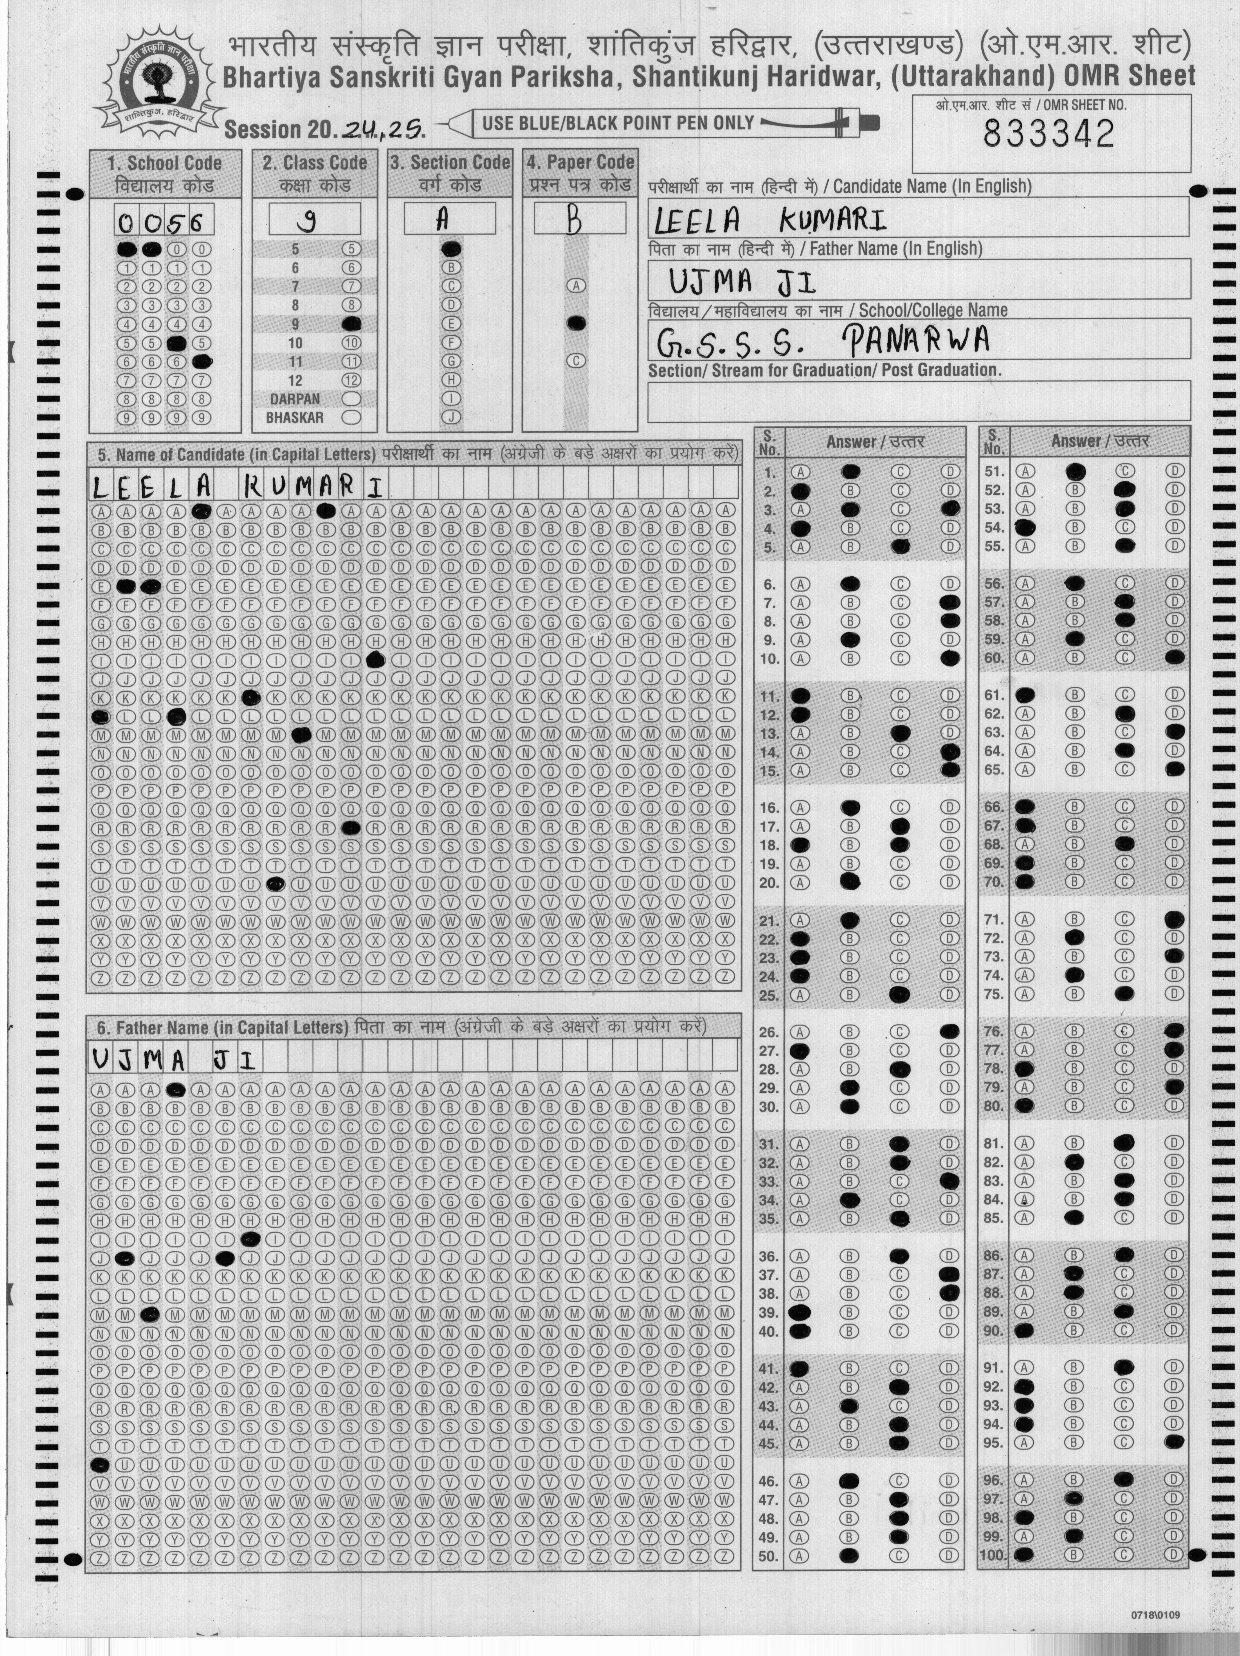 भारतीय संस्कृति ज्ञान परीक्षा, शांतिकुंज हरिद्वार, (उत्तराखण्ड) (ओ.एम.आर. शीट)
Bhartiya Sanskriti Gyan Pariksha, Shantikunj Haridwar, (Uttarakhand) OMR Sheet
Session 20 24,25.
USE BLUE/BLACK POINT PEN ONLY
ओ.एम.आर. शीट सं / OMR SHEET NO.
833342
1. School Code
विद्यालय कोड
0056
2. Class Code
कक्षा कोड
9
5
6
7
8
9
10
11
12
DARPAN
BHASKAR
3. Section Code
वर्ग कोड
A
4. Paper Code
प्रश्न पत्र कोड
B
परीक्षार्थी का नाम (हिन्दी में) / Candidate Name (In English)
LEELA KUMARI
पिता का नाम (हिन्दी में) / Father Name (In English)
UJMA JI
विद्यालय/महाविद्यालय का नाम / School/College Name
G.S.S.S. PANARWA
Section/ Stream for Graduation/ Post Graduation.
5. Name of Candidate (in Capital Letters) परीक्षार्थी का नाम (अंग्रेजी के बड़े अक्षरों का प्रयोग करें)
LEELA KUMARI
6. Father Name (in Capital Letters) पिता का नाम (अंग्रेजी के बड़े अक्षरों का प्रयोग करें)
UJMA JI
S. No. Answer / उत्तर
S. No. Answer / उत्तर
0718\0109